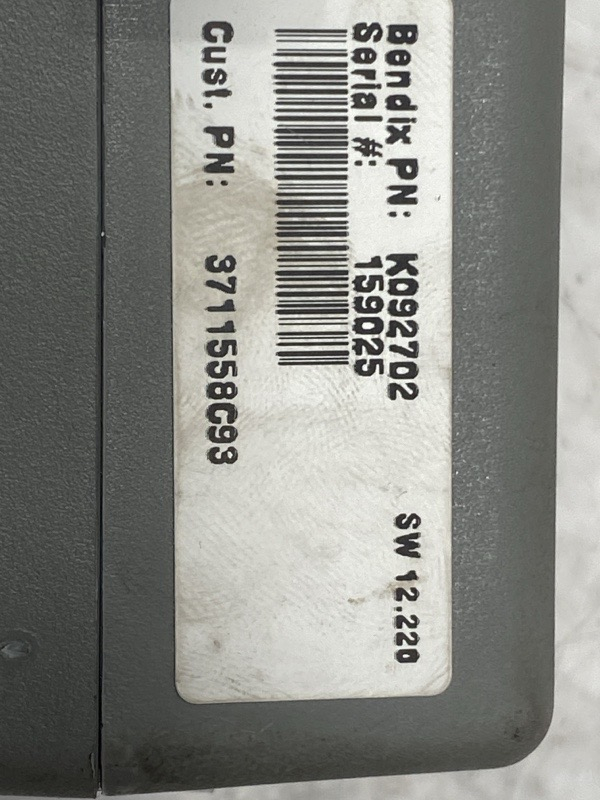 Bendix PN: K092702 SW 12.220
Serial #: 159025
Cust. PN: 3711558C93